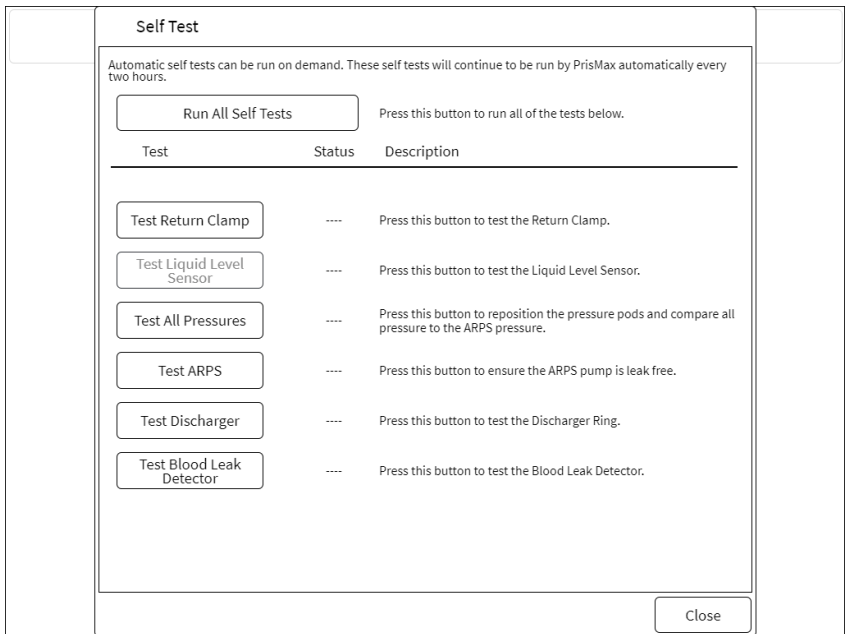 Self Test
Automatic self tests can be run on demand. These self tests will continue to be run by PrisMax automatically every
two hours.
Run All Self Tests
Press this button to run all of the tests below.
Test Status Description
Test Return Clamp ---- Press this button to test the Return Clamp.
Test Liquid Level
Sensor
---- Press this button to test the Liquid Level Sensor.
Test All Pressures ---- Press this button to reposition the pressure pods and compare all
pressure to the ARPS pressure.
Test ARPS ---- Press this button to ensure the ARPS pump is leak free.
Test Discharger ---- Press this button to test the Discharger Ring.
Test Blood Leak
Detector
---- Press this button to test the Blood Leak Detector.
Close